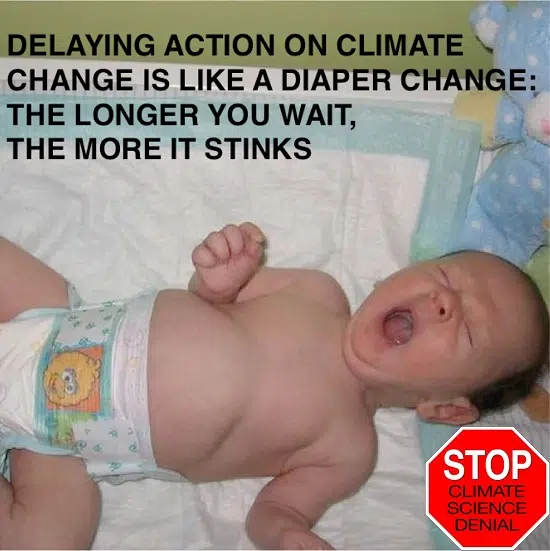 DELAYING ACTION ON CLIMATE
CHANGE IS LIKE A DIAPER CHANGE:
THE LONGER YOU WAIT,
THE MORE IT STINKS
STOP
CLIMATE
SCIENCE
DENIAL